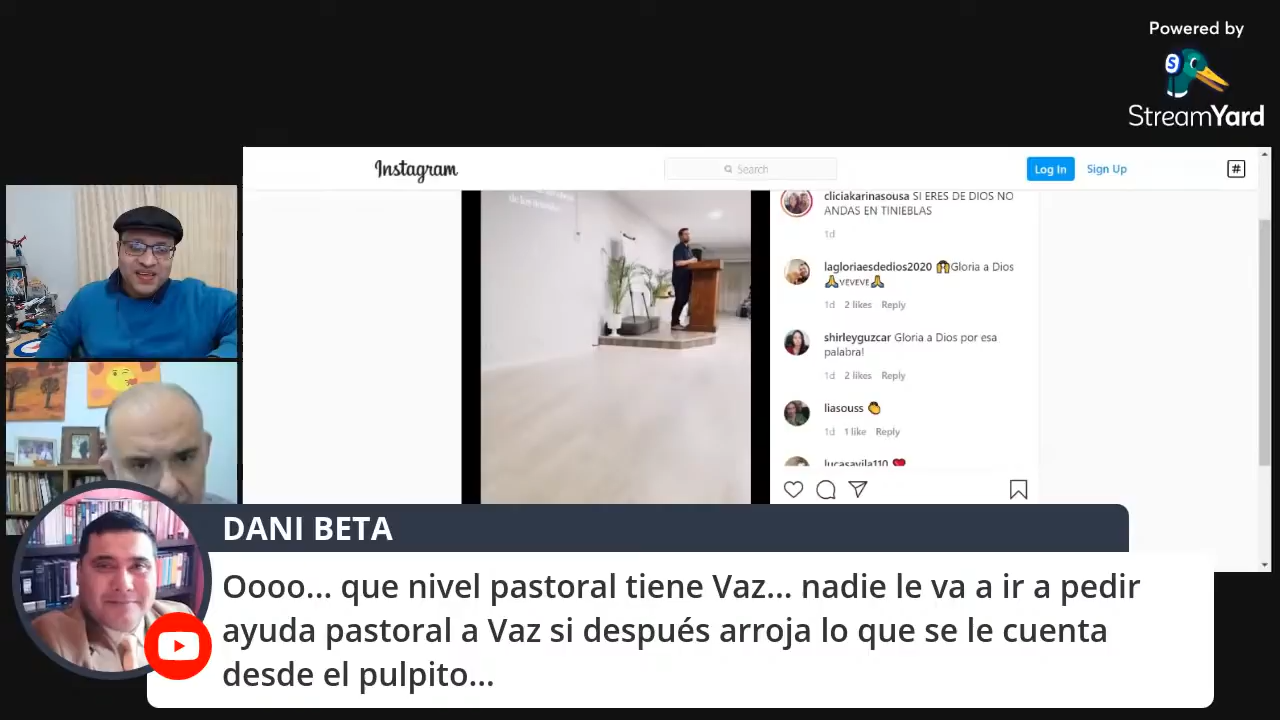 Powered by
StreamYard
Instagram
Search
Log In
Sign Up
#
cliciakarinasousa SI ERES DE DIOS NO
ANDAS EN TINIEBLAS
1d
lagloriaesdedios2020 🙌Gloria a Dios
🙏VEVEVE🙏
1d 2 likes Reply
shirleyguzcar Gloria a Dios por esa
palabra!
1d 2 likes Reply
liasouss 👏
1d 1 like Reply
lucasavila110 ❤️
DANI BETA
Oooo... que nivel pastoral tiene Vaz... nadie le va a ir a pedir
ayuda pastoral a Vaz si después arroja lo que se le cuenta
desde el pulpito...